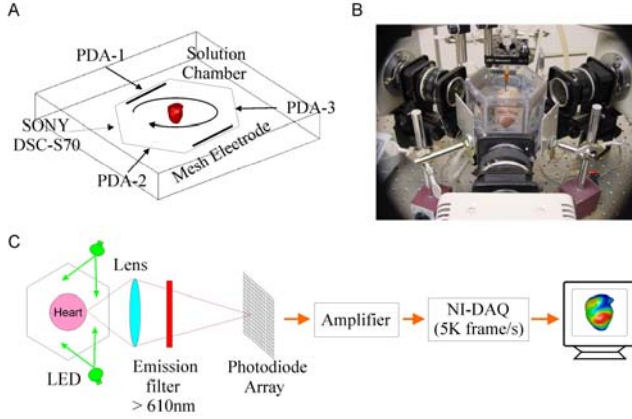 A
PDA-1
Solution
Chamber
PDA-3
SONY
DSC-S70
PDA-2
Mesh Electrode
B
C
Lens
Heart
LED
Emission
filter
> 610nm
Photodiode
Array
Amplifier
NI-DAQ
(5K frame/s)